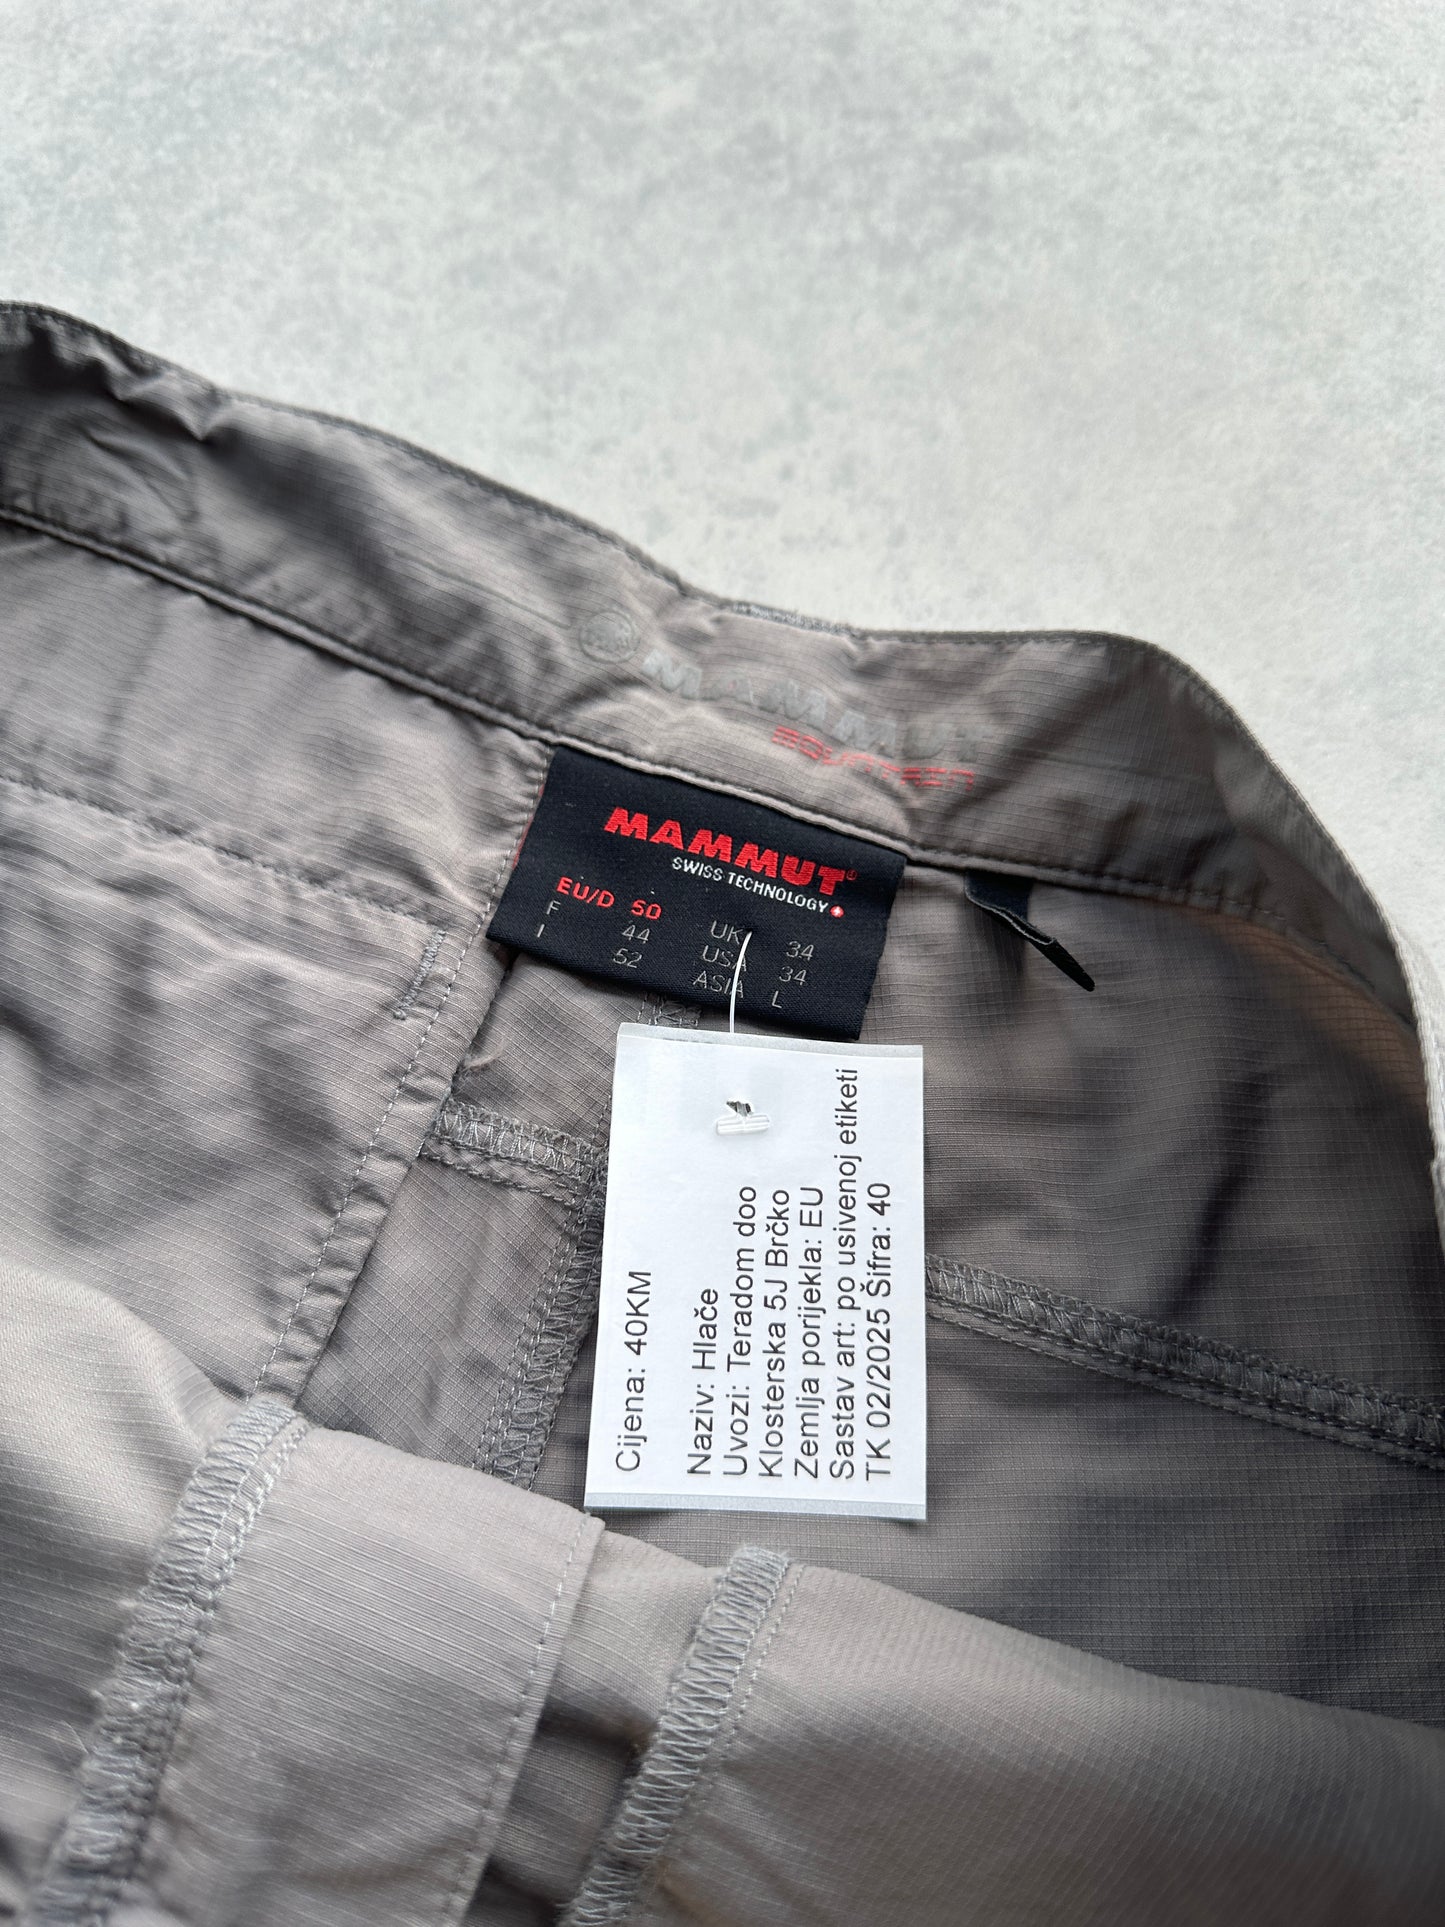 MAMMUT
MAMMUT®
SWISS TECHNOLOGY
EU/D 50
F 44
I 52
UK 34
USA 34
ASIA L
Cijena: 40KM
Naziv: Hlače
Uvozi: Teradom doo
Klosterska 5J Brčko
Zemlja porijekla: EU
Sastav art: po usivenoj etiketi
TK 02/2025 Šifra: 40